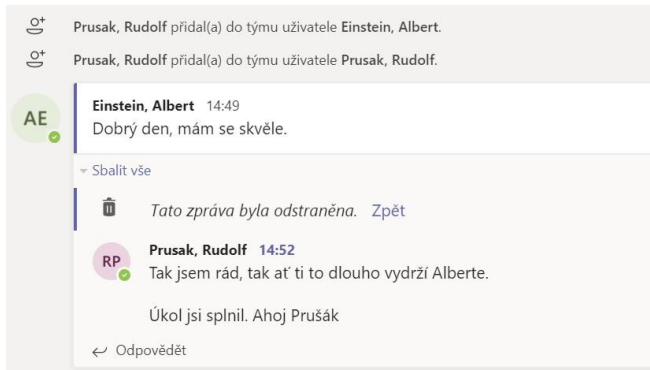 Prusak, Rudolf přidal(a) do týmu uživatele Einstein, Albert.
Prusak, Rudolf přidal(a) do týmu uživatele Prusak, Rudolf.
AE
Einstein, Albert 14:49
Dobrý den, mám se skvěle.
Sbalit vše
Tato zpráva byla odstraněna. Zpět
RP
Prusak, Rudolf 14:52
Tak jsem rád, tak ať ti to dlouho vydrží Alberte.
Úkol jsi splnil. Ahoj Prušák
Odpovědět